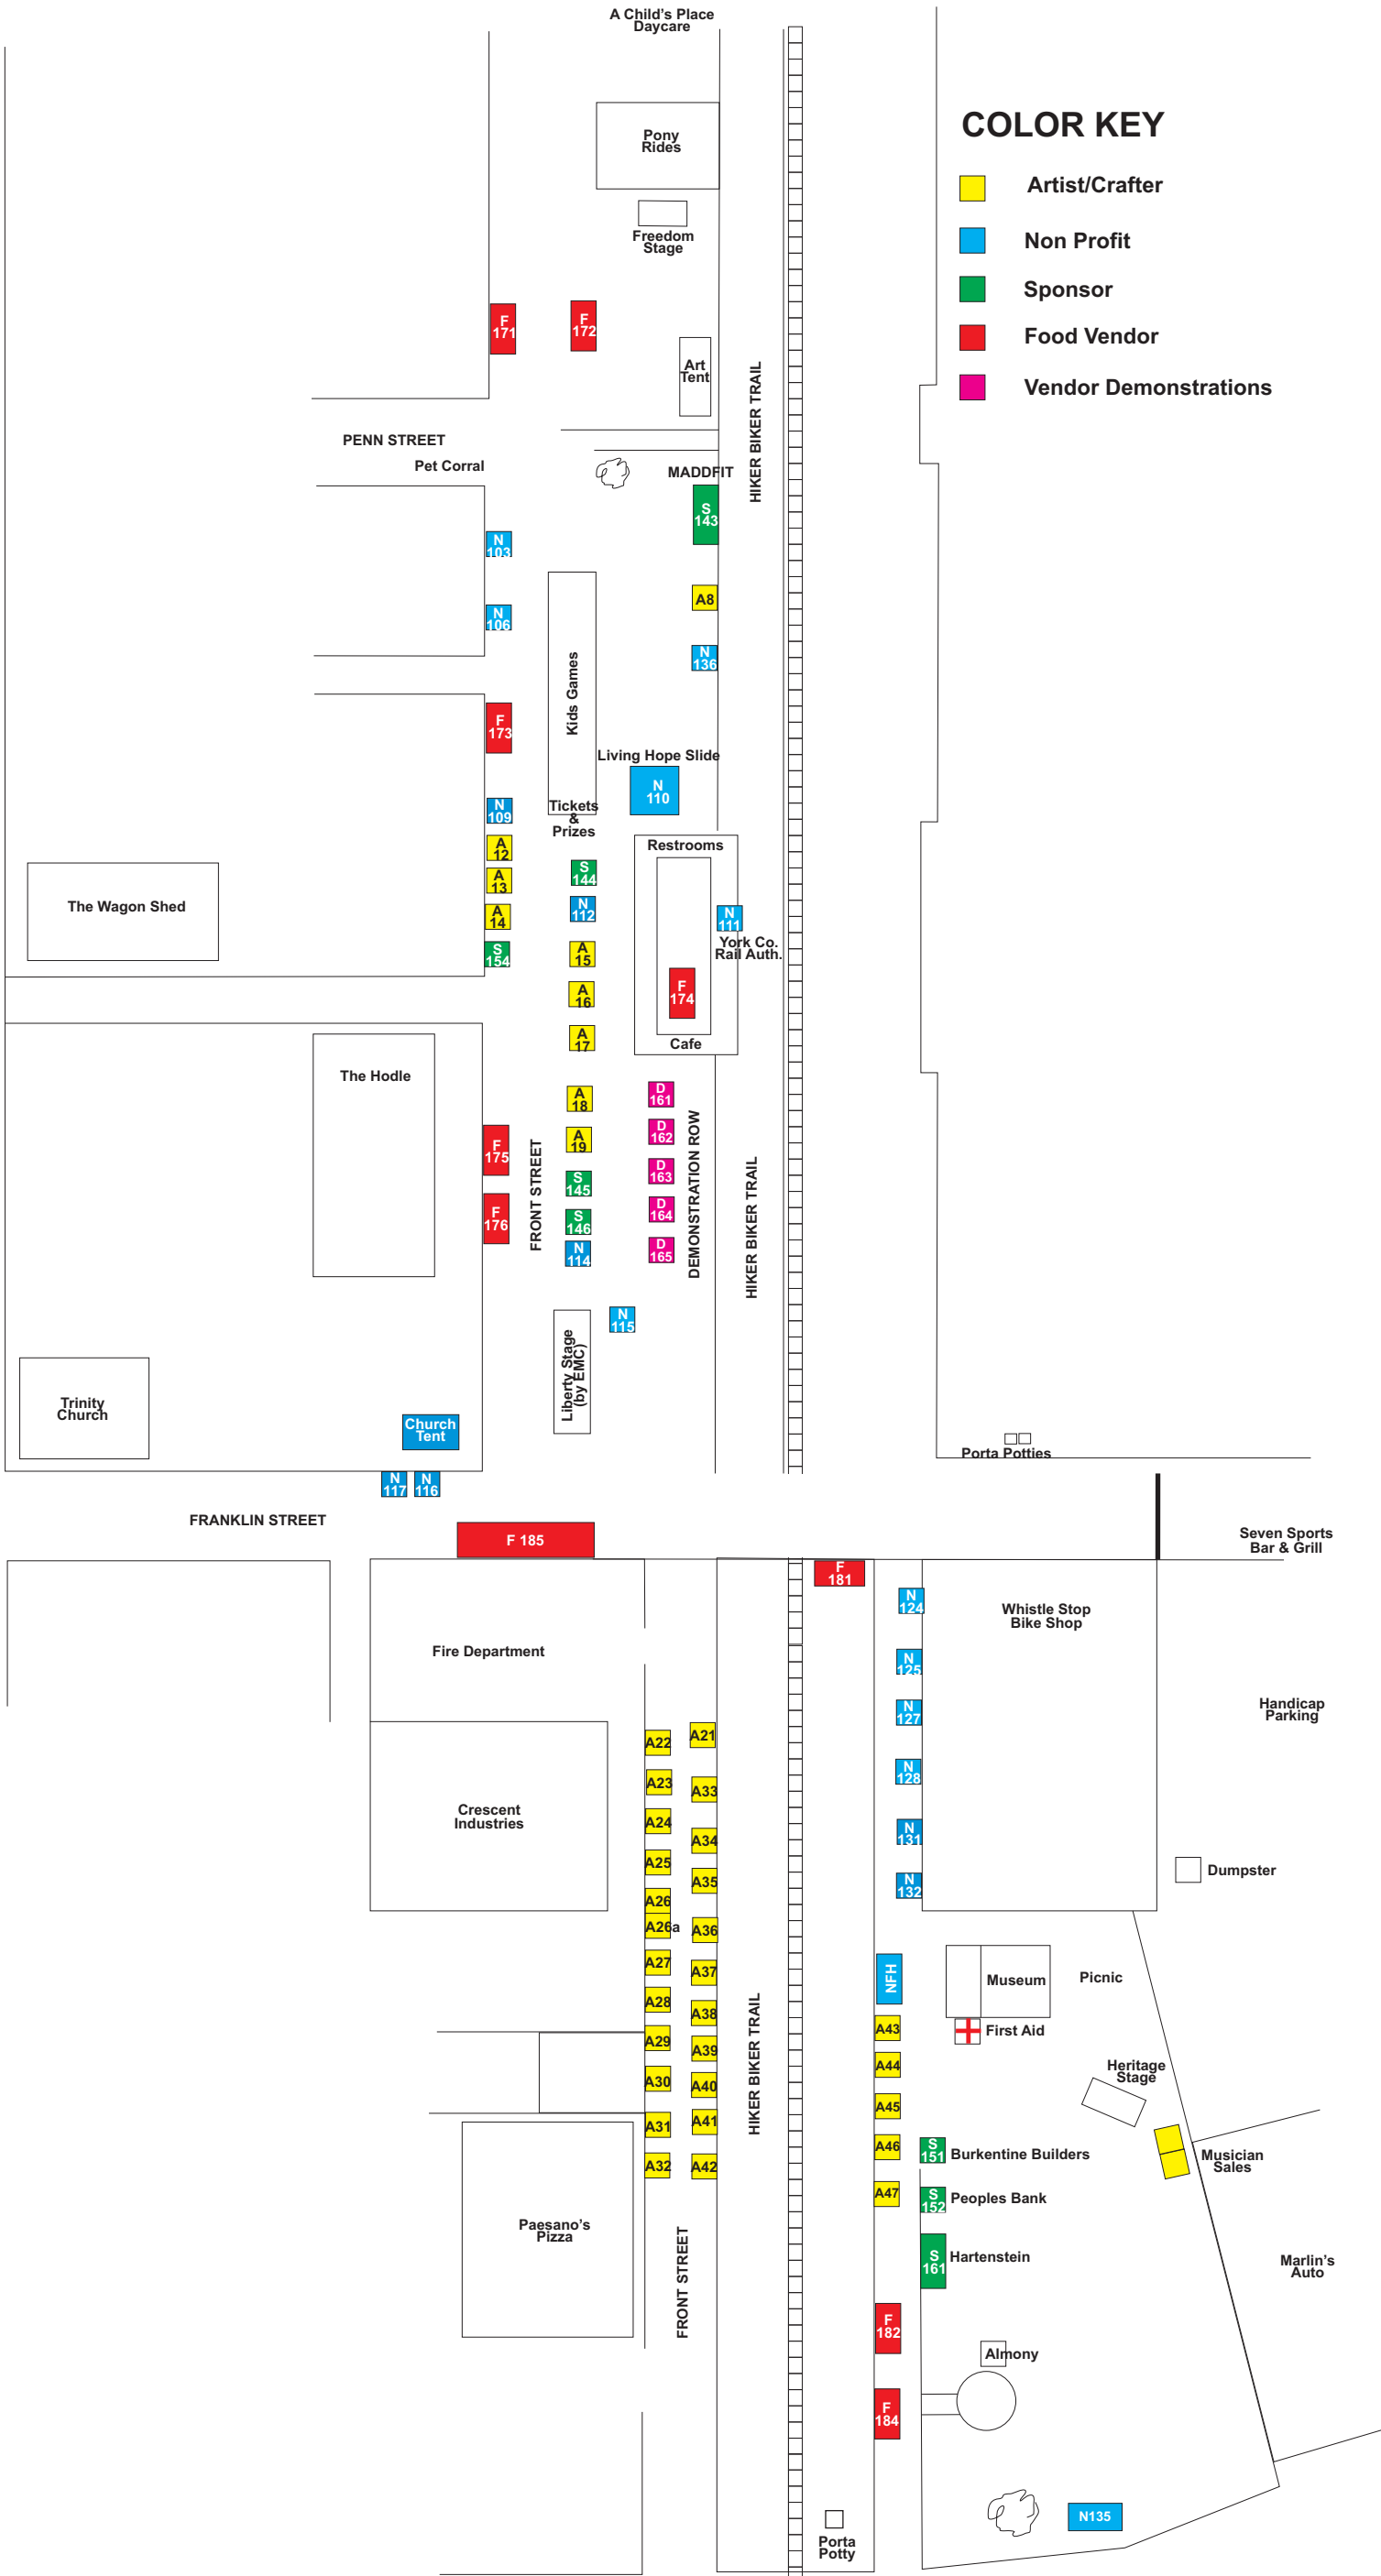 A Child's Place
Daycare
COLOR KEY
Artist/Crafter
Non Profit
Sponsor
Food Vendor
Vendor Demonstrations
Pony
Rides
Freedom
Stage
F
171
F
172
Art
Tent
HIKER BIKER TRAIL
PENN STREET
Pet Corral
MADDFIT
S
143
N
103
A8
N
106
N
136
Kids Games
F
173
Living Hope Slide
N
110
N
109
Tickets
&
Prizes
Restrooms
A
12
A
13
A
14
S
154
S
144
N
112
A
15
A
16
A
17
N
111
York Co.
Rail Auth.
F
174
Cafe
The Wagon Shed
The Hodle
A
18
A
19
S
145
S
146
N
114
D
161
D
162
D
163
D
164
D
165
F
175
F
176
FRONT STREET
DEMONSTRATION ROW
HIKER BIKER TRAIL
N
115
Liberty Stage
(by EMC)
Trinity
Church
Church
Tent
N
117
N
116
Porta Potties
FRANKLIN STREET
F 185
F
181
Seven Sports
Bar & Grill
N
124
Whistle Stop
Bike Shop
Fire Department
N
125
N
127
N
128
N
131
N
132
Handicap
Parking
Dumpster
Crescent
Industries
A22
A23
A24
A25
A26
A26a
A27
A28
A29
A30
A31
A32
A21
A33
A34
A35
A36
A37
A38
A39
A40
A41
A42
HIKER BIKER TRAIL
NFH
Museum
Picnic
First Aid
A43
A44
A45
A46
A47
Heritage
Stage
S
151
Burkentine Builders
Musician
Sales
S
152
Peoples Bank
S
161
Hartenstein
Marlin's
Auto
Paesano's
Pizza
FRONT STREET
F
182
Almony
F
184
N135
Porta
Potty